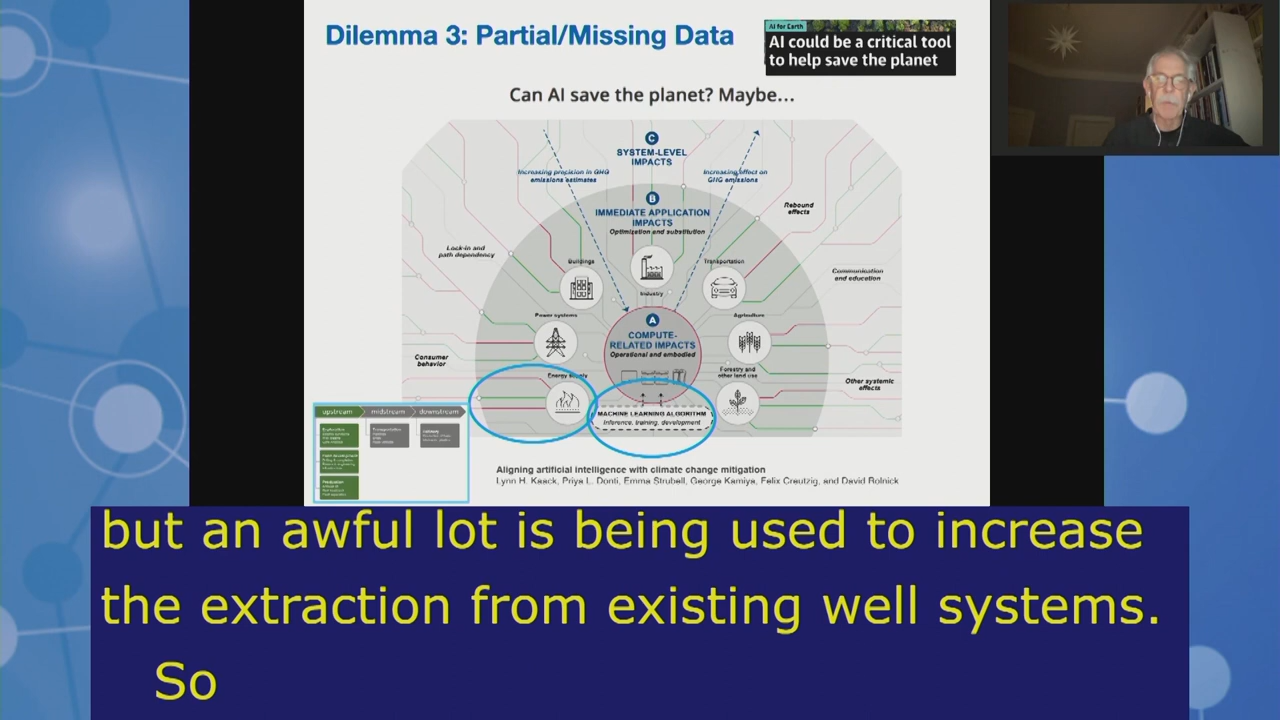 Dilemma 3: Partial/Missing Data
AI for Earth
AI could be a critical tool
to help save the planet
Can AI save the planet? Maybe…
C
SYSTEM-LEVEL
IMPACTS
Increasing precision in GHG
emissions estimates
Increasing effect on
GHG emissions
B
IMMEDIATE APPLICATION
IMPACTS
Optimization and substitution
Rebound
effects
Lock-in and
path dependency
Buildings
Transportation
Communication
and education
Industry
Power systems
Agriculture
A
COMPUTE-
RELATED IMPACTS
Operational and embodied
Consumer
behavior
Energy supply
Forestry and
other land use
Other systemic
effects
MACHINE LEARNING ALGORITHM
Inference, training, development
upstream
midstream
downstream
Exploration
Transportation
Production
Aligning artificial intelligence with climate change mitigation
Lynn H. Kaack, Priya L. Donti, Emma Strubell, George Kamiya, Felix Creutzig, and David Rolnick
but an awful lot is being used to increase
the extraction from existing well systems.
So